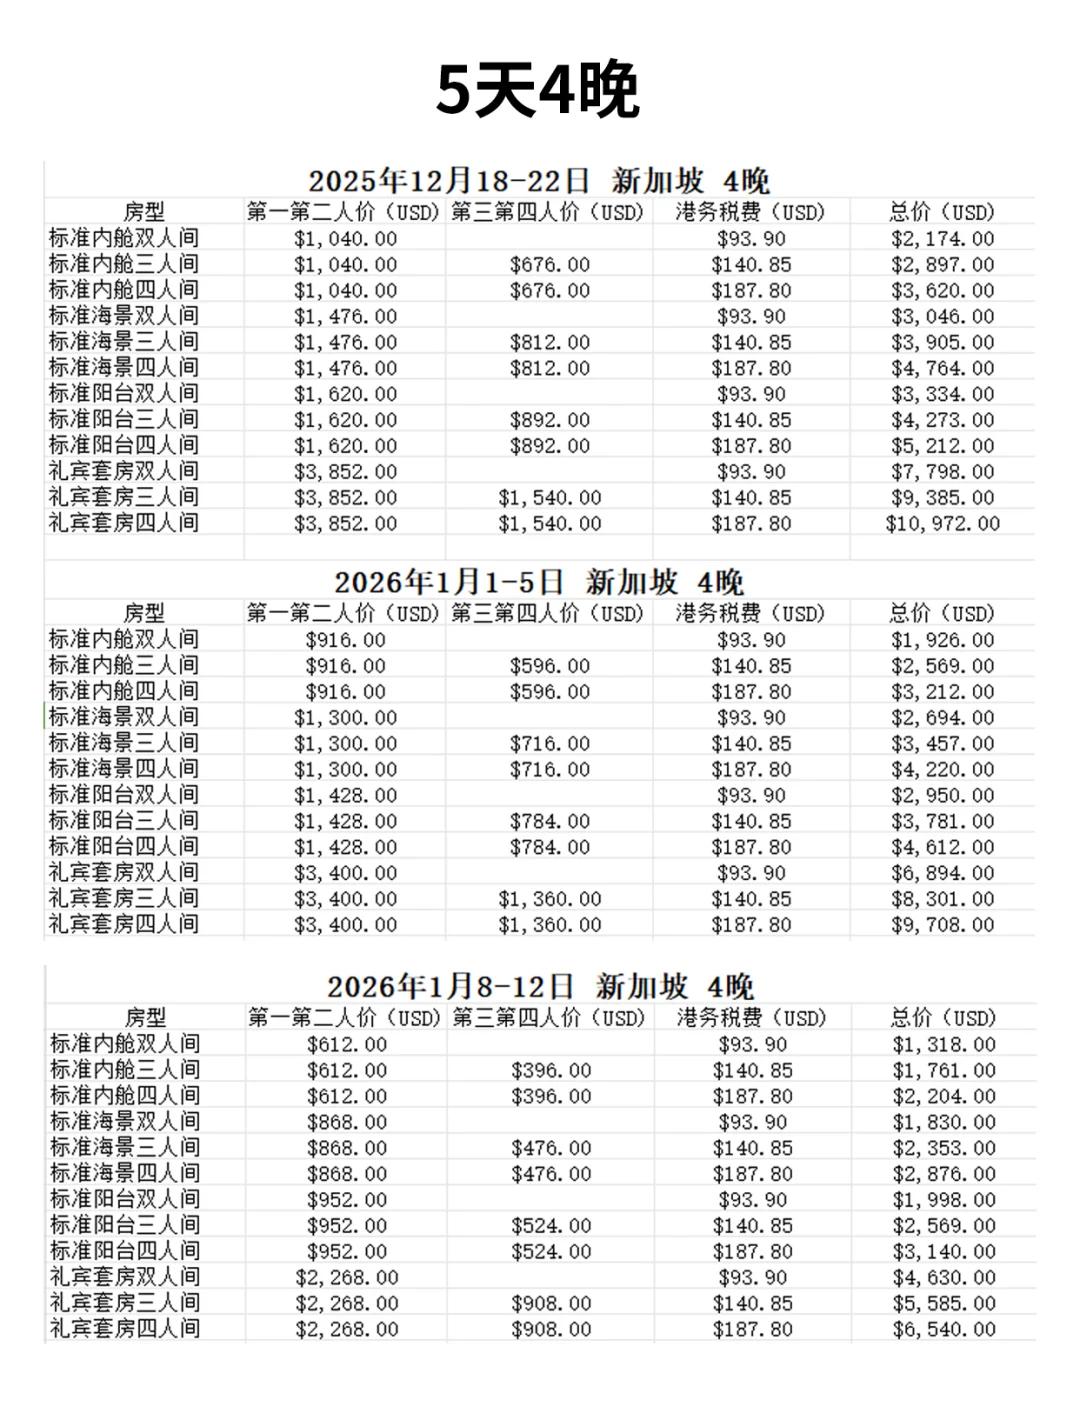 5天4晚
2025年12月18-22日 新加坡 4晚
房型 第一第二人价（USD） 第三第四人价（USD） 港务税费（USD） 总价（USD）
标准内舱双人间 $1,040.00 $93.90 $2,174.00
标准内舱三人间 $1,040.00 $676.00 $140.85 $2,897.00
标准内舱四人间 $1,040.00 $676.00 $187.80 $3,620.00
标准海景双人间 $1,476.00 $93.90 $3,046.00
标准海景三人间 $1,476.00 $812.00 $140.85 $3,905.00
标准海景四人间 $1,476.00 $812.00 $187.80 $4,764.00
标准阳台双人间 $1,620.00 $93.90 $3,334.00
标准阳台三人间 $1,620.00 $892.00 $140.85 $4,273.00
标准阳台四人间 $1,620.00 $892.00 $187.80 $5,212.00
礼宾套房双人间 $3,852.00 $93.90 $7,798.00
礼宾套房三人间 $3,852.00 $1,540.00 $140.85 $9,385.00
礼宾套房四人间 $3,852.00 $1,540.00 $187.80 $10,972.00
2026年1月1-5日 新加坡 4晚
房型 第一第二人价（USD） 第三第四人价（USD） 港务税费（USD） 总价（USD）
标准内舱双人间 $916.00 $93.90 $1,926.00
标准内舱三人间 $916.00 $596.00 $140.85 $2,569.00
标准内舱四人间 $916.00 $596.00 $187.80 $3,212.00
标准海景双人间 $1,300.00 $93.90 $2,694.00
标准海景三人间 $1,300.00 $716.00 $140.85 $3,457.00
标准海景四人间 $1,300.00 $716.00 $187.80 $4,220.00
标准阳台双人间 $1,428.00 $93.90 $2,950.00
标准阳台三人间 $1,428.00 $784.00 $140.85 $3,781.00
标准阳台四人间 $1,428.00 $784.00 $187.80 $4,612.00
礼宾套房双人间 $3,400.00 $93.90 $6,894.00
礼宾套房三人间 $3,400.00 $1,360.00 $140.85 $8,301.00
礼宾套房四人间 $3,400.00 $1,360.00 $187.80 $9,708.00
2026年1月8-12日 新加坡 4晚
房型 第一第二人价（USD） 第三第四人价（USD） 港务税费（USD） 总价（USD）
标准内舱双人间 $612.00 $93.90 $1,318.00
标准内舱三人间 $612.00 $396.00 $140.85 $1,761.00
标准内舱四人间 $612.00 $396.00 $187.80 $2,204.00
标准海景双人间 $868.00 $93.90 $1,830.00
标准海景三人间 $868.00 $476.00 $140.85 $2,353.00
标准海景四人间 $868.00 $476.00 $187.80 $2,876.00
标准阳台双人间 $952.00 $93.90 $1,998.00
标准阳台三人间 $952.00 $524.00 $140.85 $2,569.00
标准阳台四人间 $952.00 $524.00 $187.80 $3,140.00
礼宾套房双人间 $2,268.00 $93.90 $4,630.00
礼宾套房三人间 $2,268.00 $908.00 $140.85 $5,585.00
礼宾套房四人间 $2,268.00 $908.00 $187.80 $6,540.00